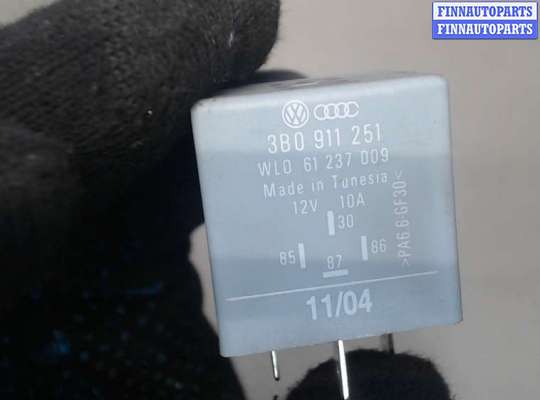 FINNAUTOPARTS
FINNAUTOPARTS
3B0 911 251
WLO 61 237 009
Made in Tunesia
12V 10A
30
85 86
87
>PA6.6-GF30<
11/04